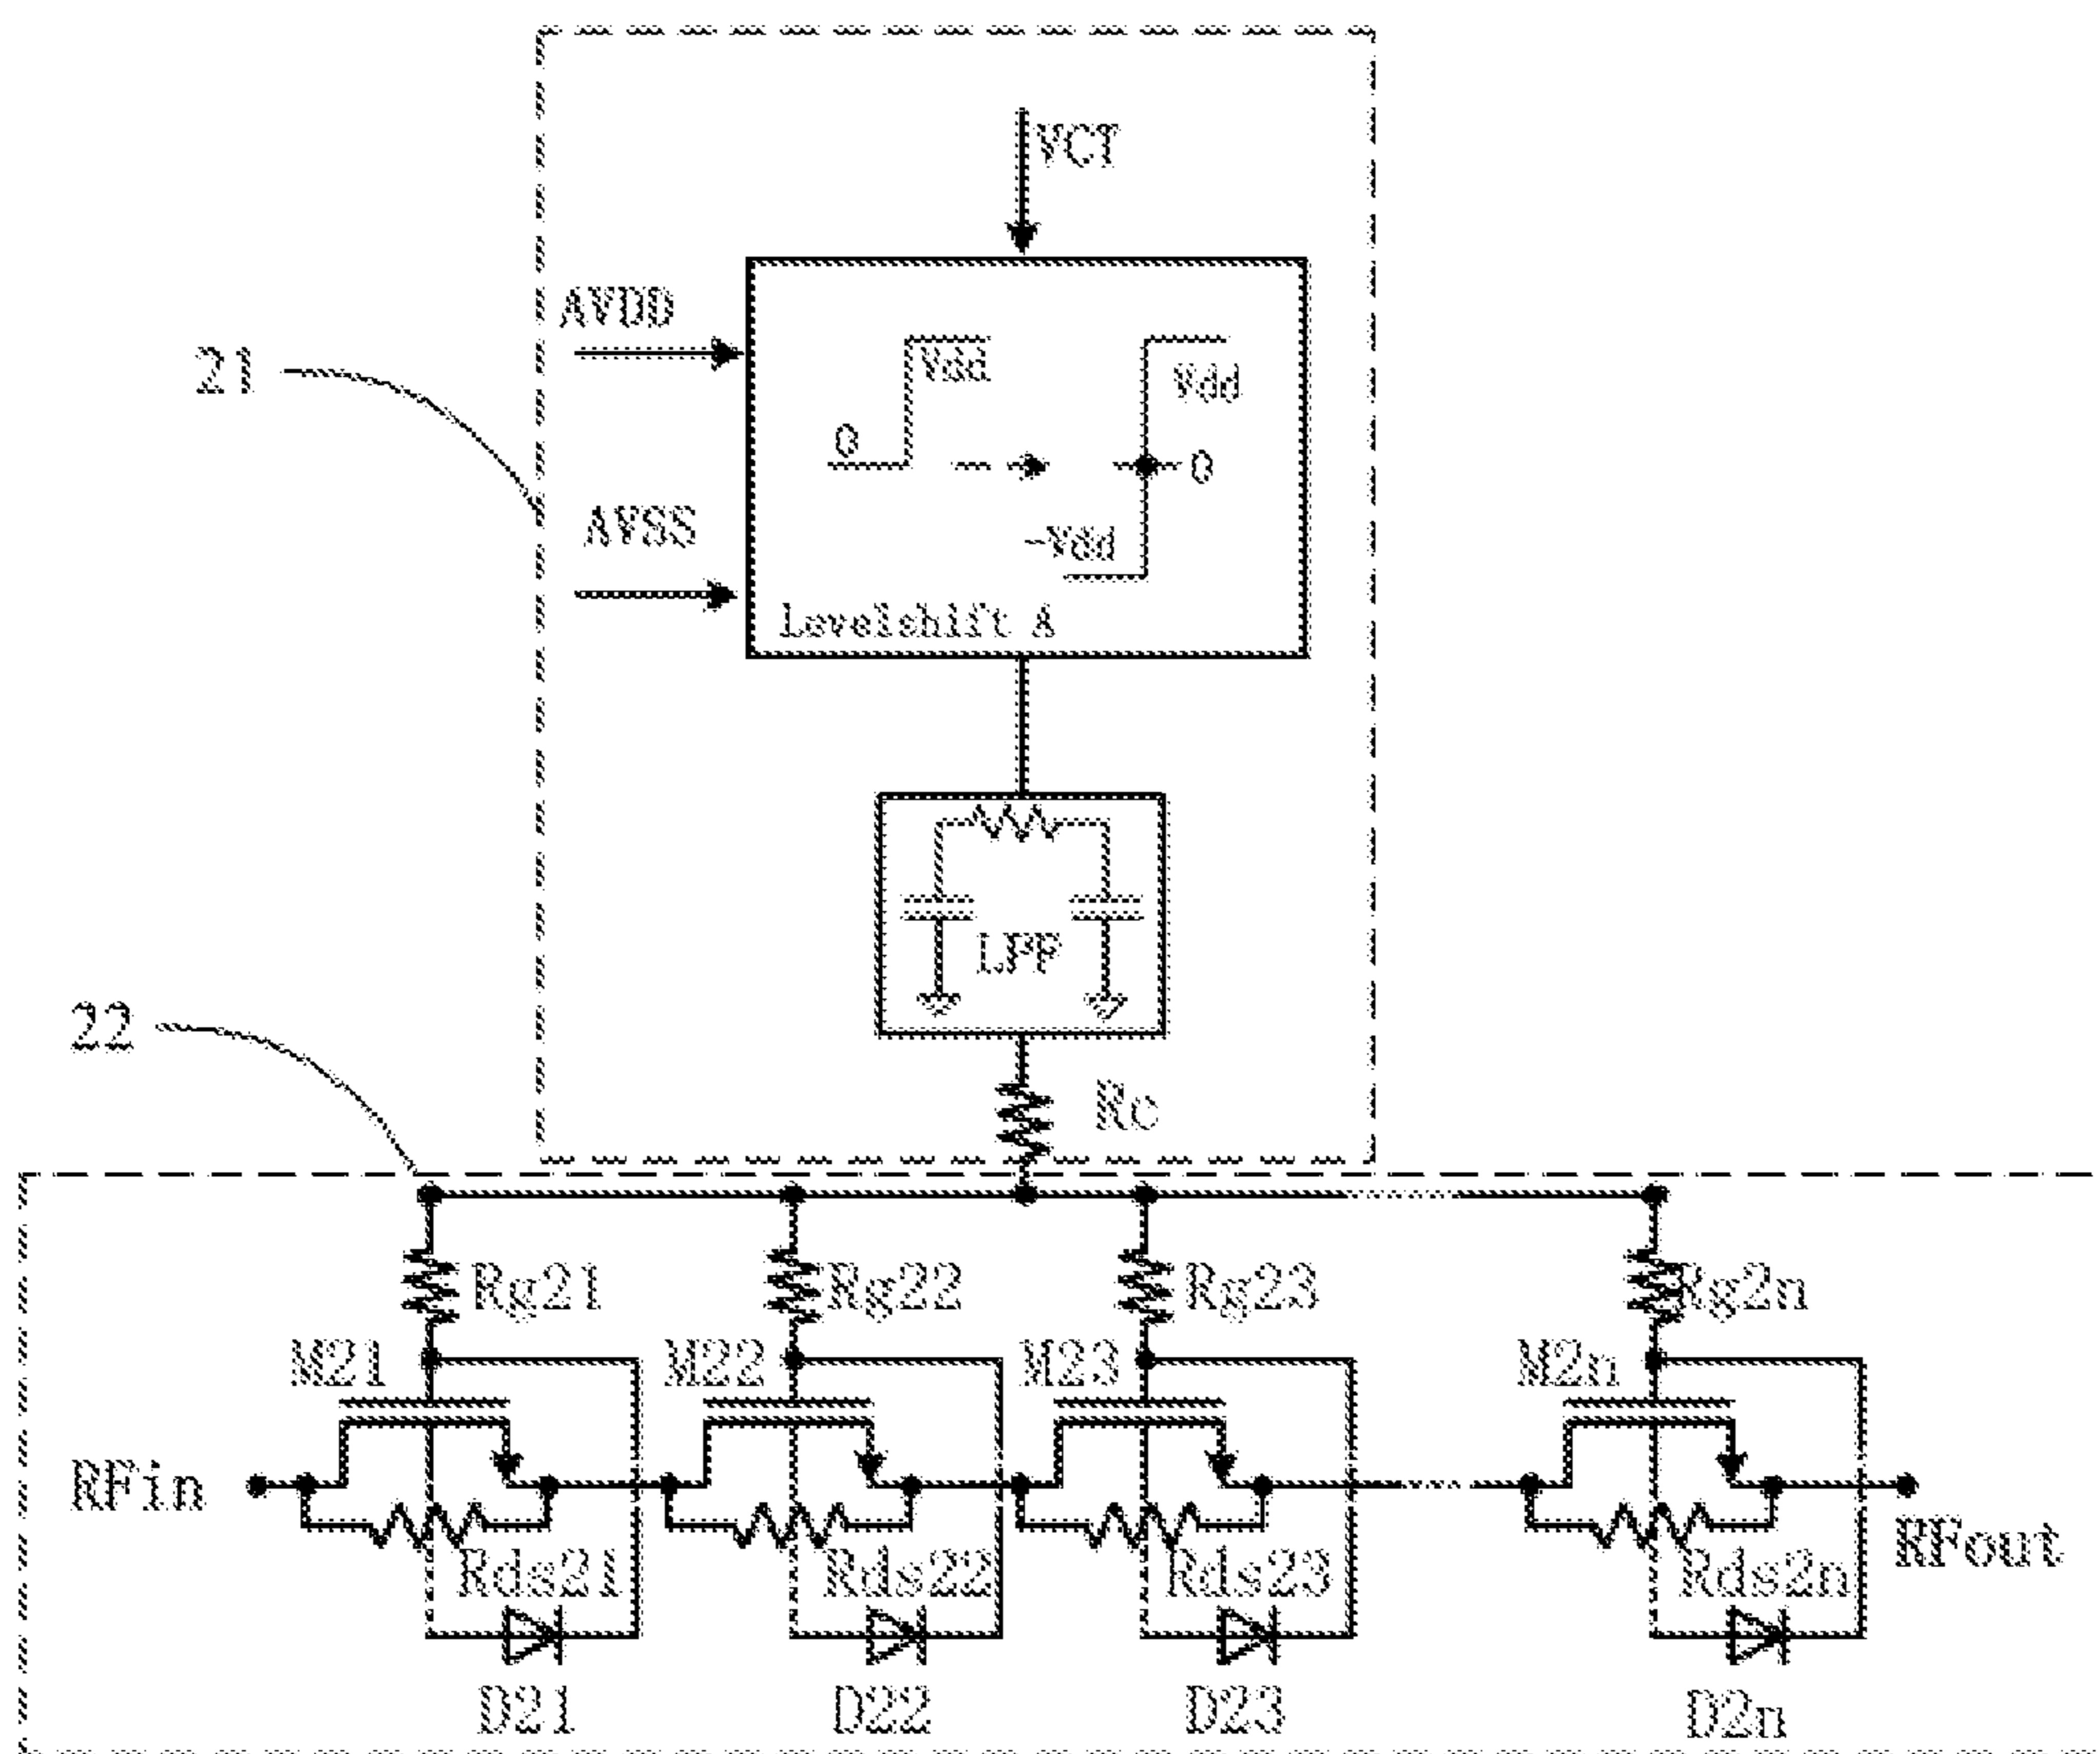 VCT
AVDD
21
Vdd
Vdd
0
0
AVSS
-Vdd
Levelshift A
LPF
22
Rc
Rg21 Rg22 Rg23 Rg2n
M21 M22 M23 M2n
RFin
RFout
Rds21 Rds22 Rds23 Rds2n
D21 D22 D23 D2n